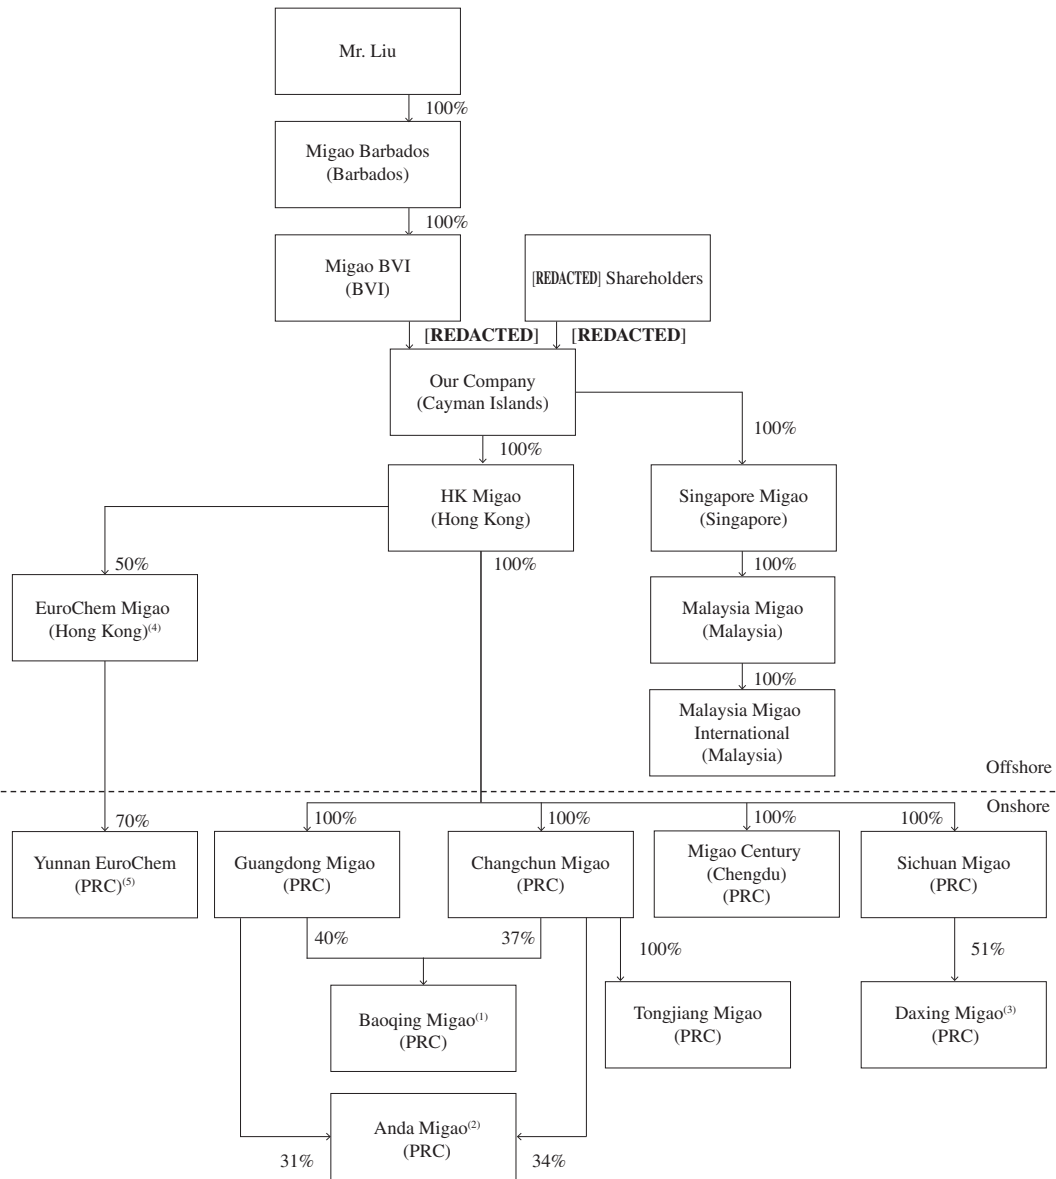 Mr. Liu
100%
Migao Barbados
(Barbados)
100%
Migao BVI
(BVI)
[REDACTED] Shareholders
[REDACTED]
[REDACTED]
Our Company
(Cayman Islands)
100%
100%
HK Migao
(Hong Kong)
Singapore Migao
(Singapore)
50%
100%
100%
EuroChem Migao
(Hong Kong)(4)
Malaysia Migao
(Malaysia)
100%
Malaysia Migao
International
(Malaysia)
Offshore
Onshore
70%
100%
100%
100%
100%
Yunnan EuroChem
(PRC)(5)
Guangdong Migao
(PRC)
Changchun Migao
(PRC)
Migao Century
(Chengdu)
(PRC)
Sichuan Migao
(PRC)
40%
37%
100%
51%
Baoqing Migao(1)
(PRC)
Tongjiang Migao
(PRC)
Daxing Migao(3)
(PRC)
Anda Migao(2)
(PRC)
31%
34%